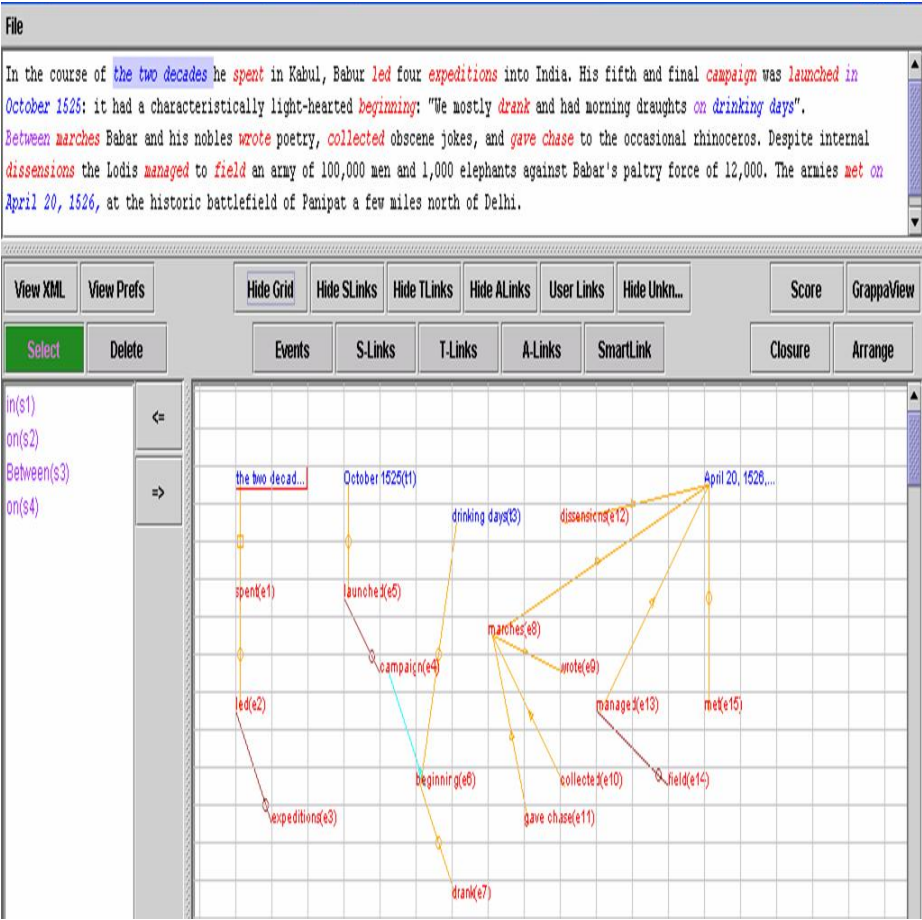 File
In the course of the two decades he spent in Kabul, Babur led four expeditions into India. His fifth and final campaign was launched in
October 1525: it had a characteristically light-hearted beginning: "We mostly drank and had morning draughts on drinking days".
Between marches Babar and his nobles wrote poetry, collected obscene jokes, and gave chase to the occasional rhinoceros. Despite internal
dissensions the Lodis managed to field an army of 100,000 men and 1,000 elephants against Babar's paltry force of 12,000. The armies met on
April 20, 1526, at the historic battlefield of Panipat a few miles north of Delhi.
View XML View Prefs Hide Grid Hide SLinks Hide TLinks Hide ALinks User Links Hide Unkn... Score GrappaView
Select Delete Events S-Links T-Links A-Links SmartLink Closure Arrange
in(s1)
on(s2)
Between(s3)
on(s4)
<=
=>
the two decad... October 1525(t1) April 20, 1526,...
drinking days(t3) dissensions(e12)
spent(e1) launched(e5)
marches(e8)
campaign(e4) wrote(e9)
led(e2) managed(e13) met(e15)
beginning(e6) collected(e10) field(e14)
expeditions(e3) gave chase(e11)
drank(e7)